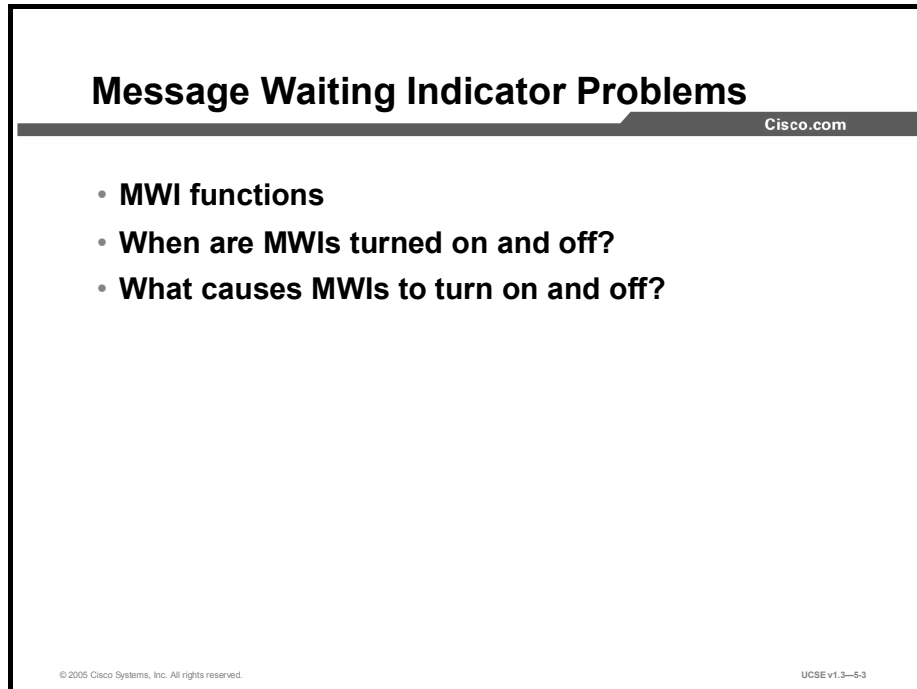 Message Waiting Indicator Problems
Cisco.com
• MWI functions
• When are MWIs turned on and off?
• What causes MWIs to turn on and off?
© 2005 Cisco Systems, Inc. All rights reserved.
UCSE v1.3—5-3